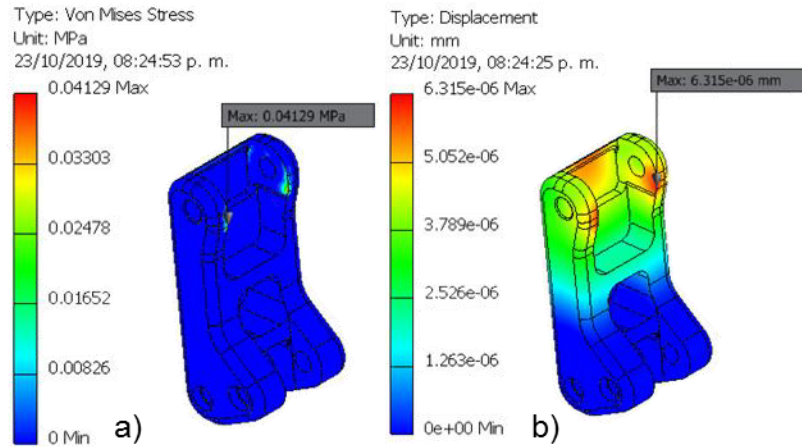 Type: Von Mises Stress
Unit: MPa
23/10/2019, 08:24:53 p. m.
0.04129 Max
Max: 0.04129 MPa
0.03303
0.02478
0.01652
0.00826
0 Min
a)
Type: Displacement
Unit: mm
23/10/2019, 08:24:25 p. m.
Max: 6.315e-06 mm
6.315e-06 Max
5.052e-06
3.789e-06
2.526e-06
1.263e-06
0e+00 Min
b)